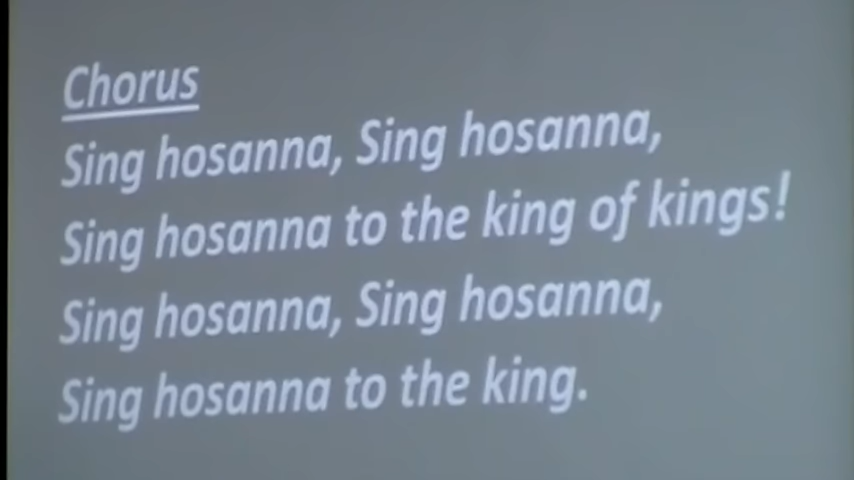 Chorus
Sing hosanna, Sing hosanna,
Sing hosanna to the king of kings!
Sing hosanna, Sing hosanna,
Sing hosanna to the king.